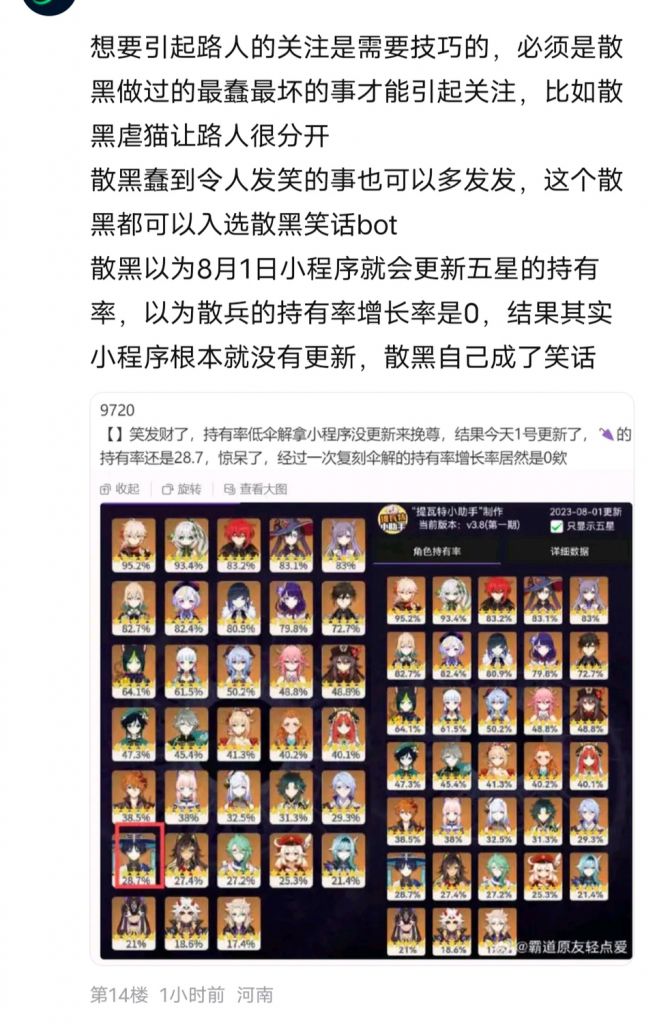 想要引起路人的关注是需要技巧的，必须是散
黑做过的最蠢最坏的事才能引起关注，比如散
黑虐猫让路人很分开
散黑蠢到令人发笑的事也可以多发发，这个散
黑都可以入选散黑笑话bot
散黑以为8月1日小程序就会更新五星的持有
率，以为散兵的持有率增长率是0，结果其实
小程序根本就没有更新，散黑自己成了笑话
9720
【】笑发财了，持有率低伞解拿小程序没更新来挽尊，结果今天1号更新了，🌂的
持有率还是28.7，惊呆了，经过一次复刻伞解的持有率增长率居然是0欸
收起 旋转 查看大图
提瓦特
小助手
"提瓦特小助手"制作
当前版本：v3.8(第一期)
2023-08-01更新
只显示五星
角色持有率 详细数据
95.2% 93.4% 83.2% 83.1% 83%
82.7% 82.4% 80.9% 79.8% 72.7%
64.1% 61.5% 50.2% 48.8% 48.8%
47.3% 45.4% 41.3% 40.2% 40.1%
38.5% 38% 32.5% 31.3% 29.3%
28.7% 27.4% 27.2% 25.3% 21.4%
21% 18.6% 17.4%
95.2% 93.4% 83.2% 83.1% 83%
82.7% 82.4% 80.9% 79.8% 72.7%
64.1% 61.5% 50.2% 48.8% 48.8%
47.3% 45.4% 41.3% 40.2% 40.1%
38.5% 38% 32.5% 31.3% 29.3%
28.7% 27.4% 27.2% 25.3% 21.4%
21% 18.6%
@霸道原友轻点爱
第14楼 1小时前 河南